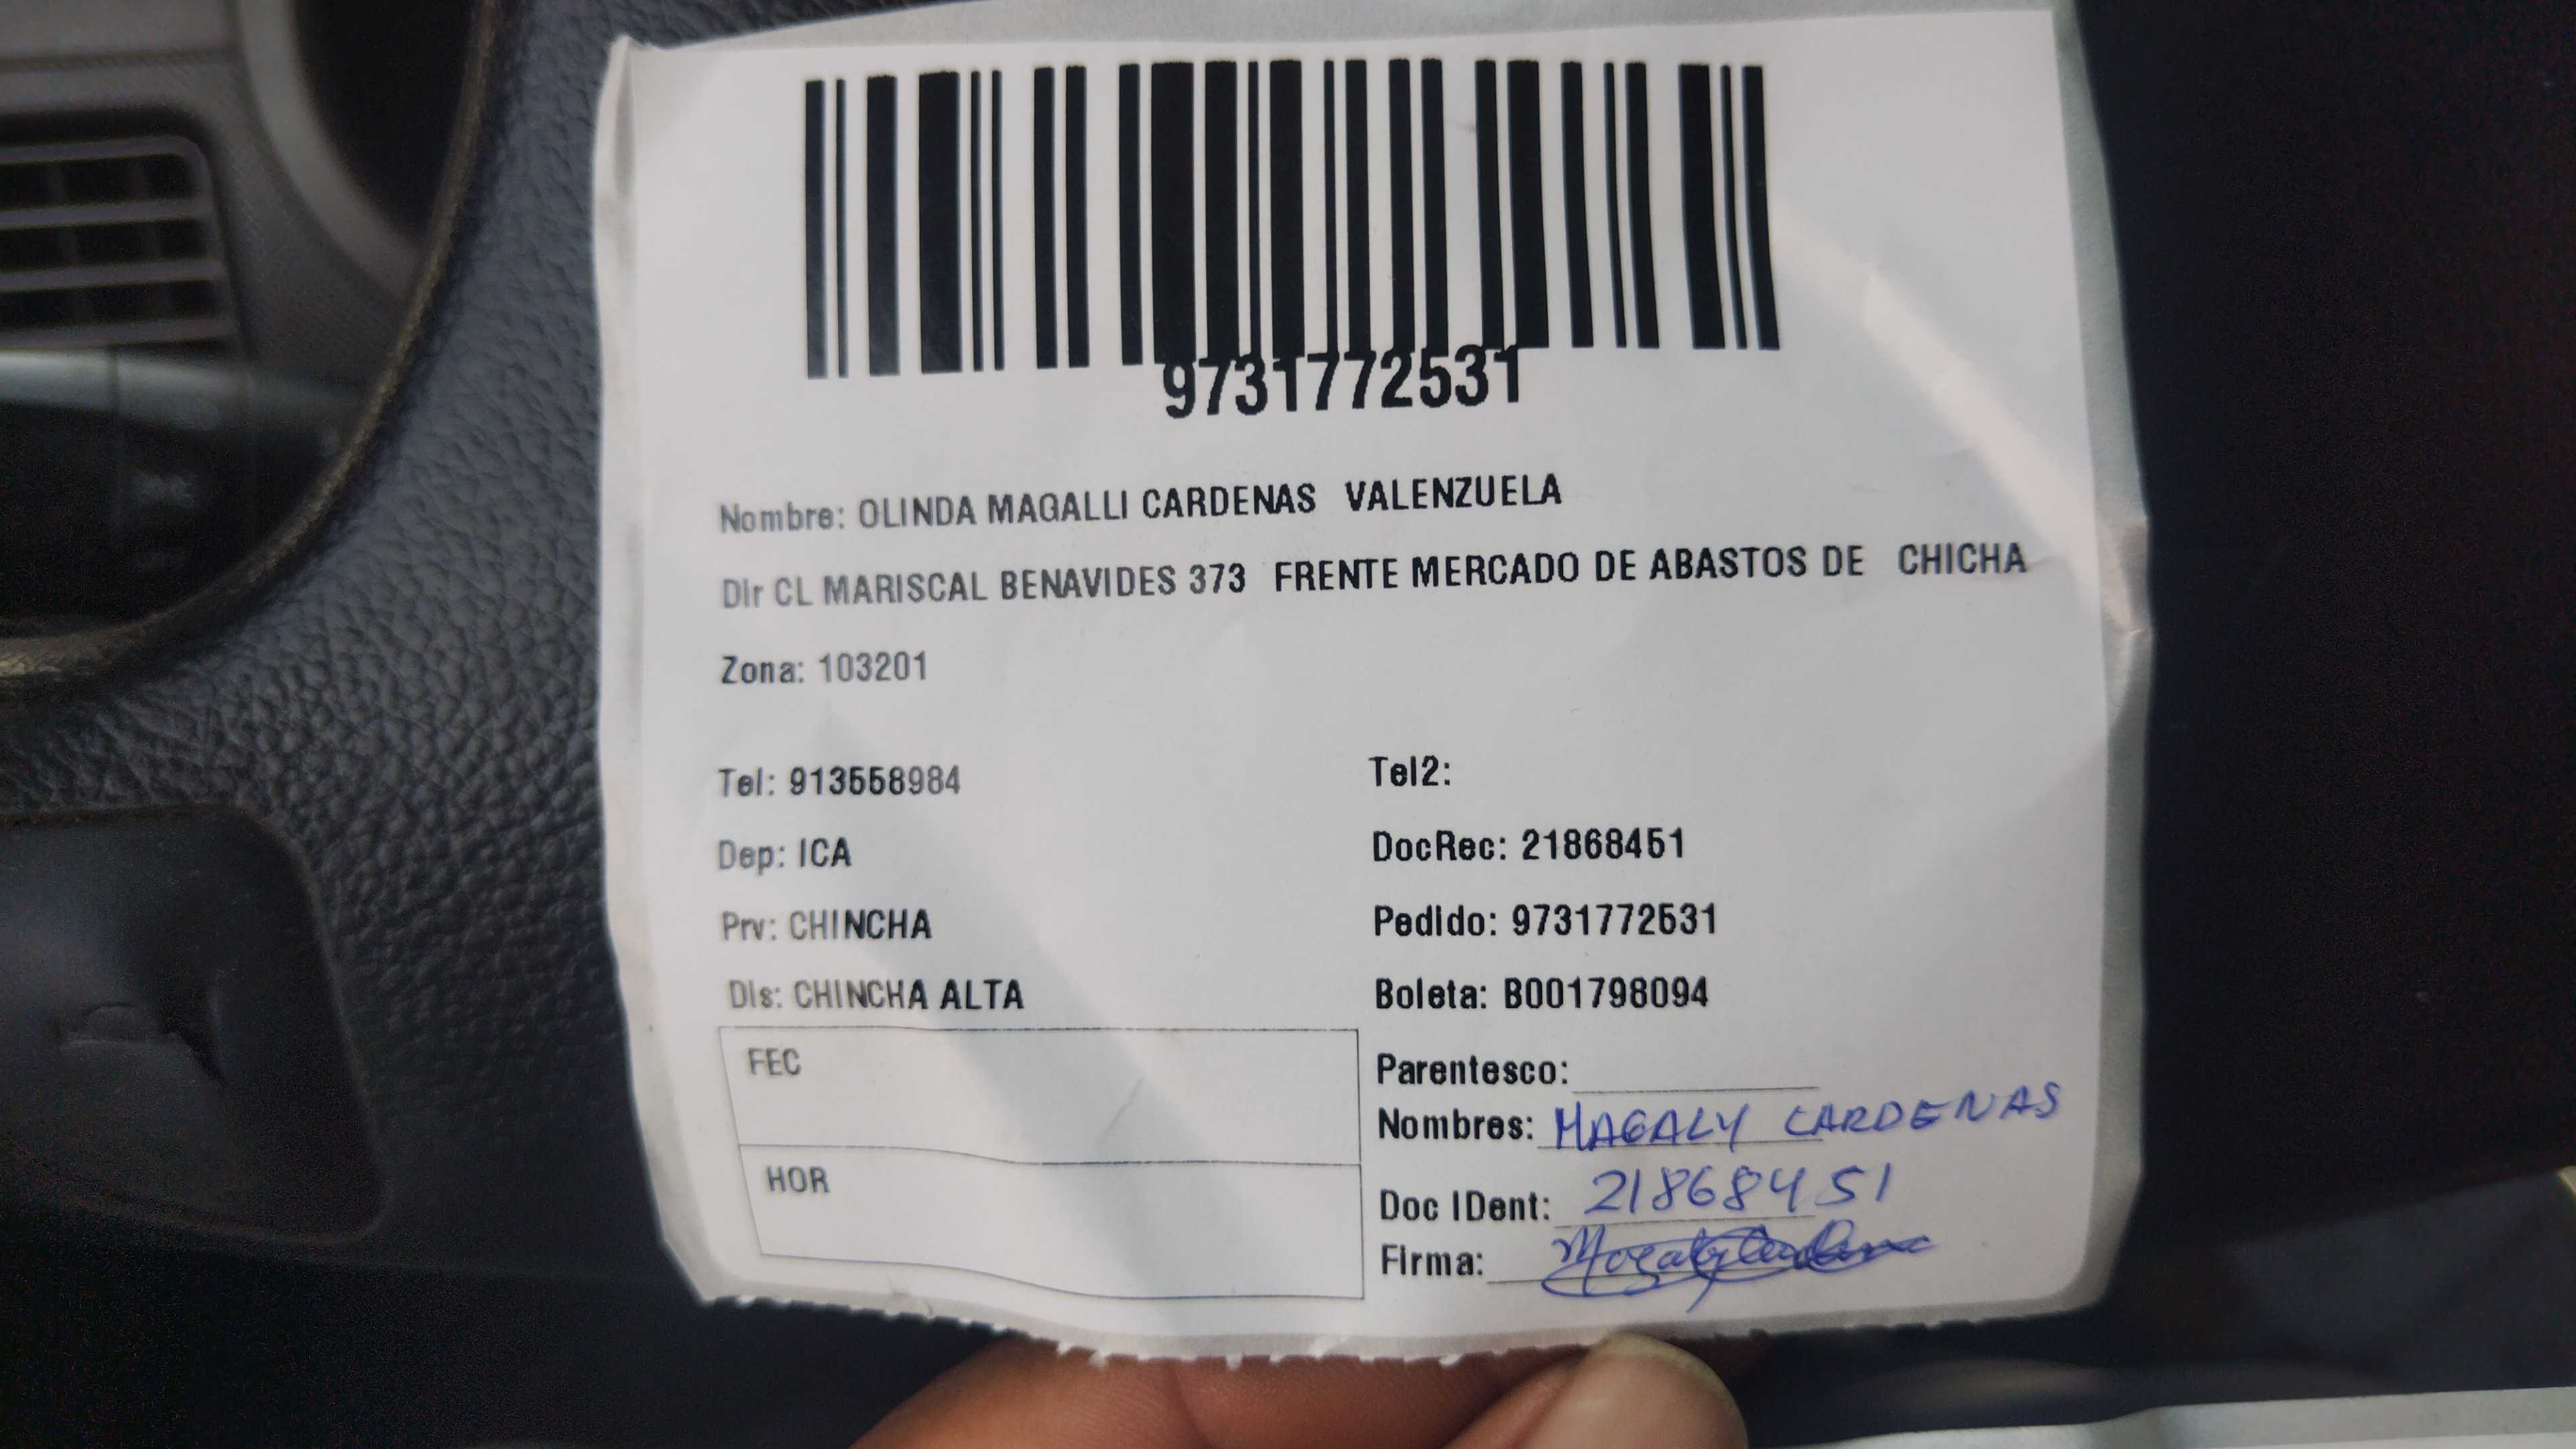 9731772531
Nombre: OLINDA MAGALLI CARDENAS VALENZUELA
Dir CL MARISCAL BENAVIDES 373 FRENTE MERCADO DE ABASTOS DE CHICHA
Zona: 103201
Tel: 913558984 Tel2:
Dep: ICA DocRec: 21868451
Prv: CHINCHA Pedido: 9731772531
Dis: CHINCHA ALTA Boleta: B001798094
FEC
HOR
Parentesco:
Nombres: MAGALY CARDENAS
Doc IDent: 21868451
Firma: